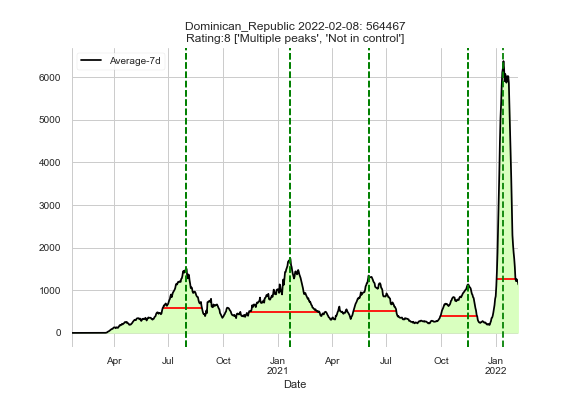 Dominican_Republic 2022-02-08: 564467
Rating:8 ['Multiple peaks', 'Not in control']
Average-7d
6000
5000
4000
3000
2000
1000
0
Apr Jul Oct Jan Apr Jul Oct Jan
2021 2022
Date